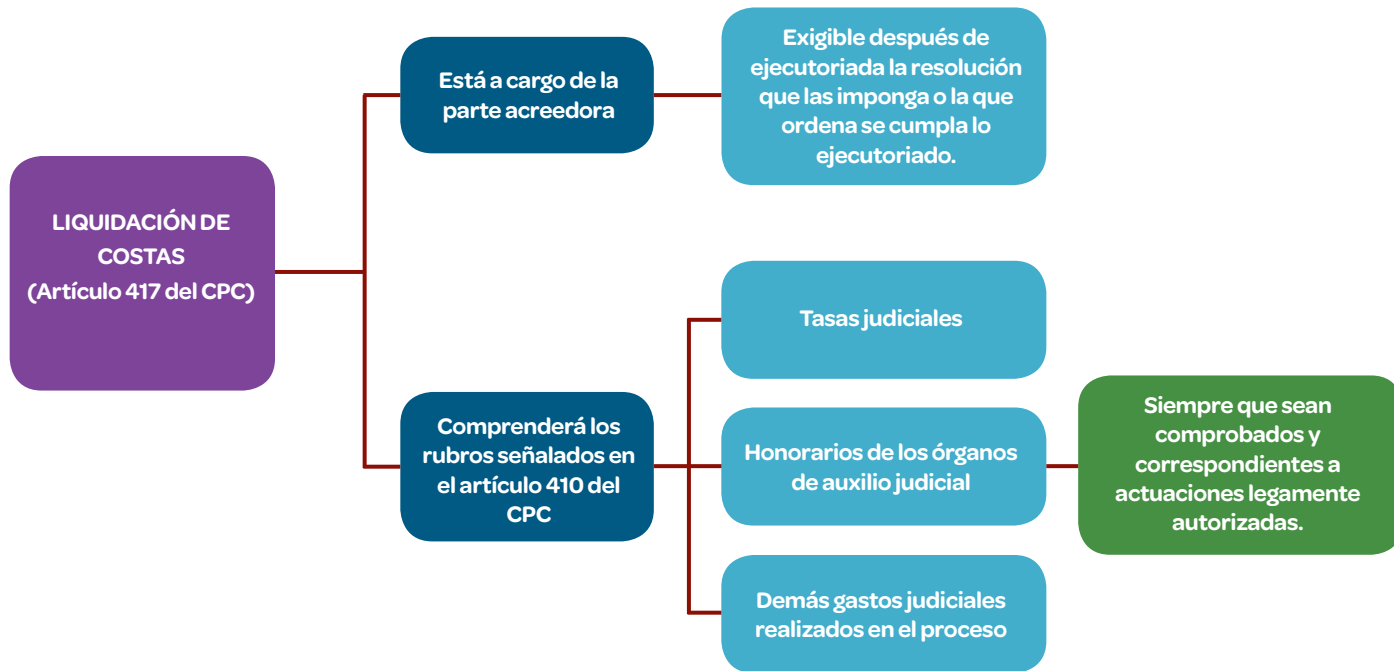 LIQUIDACIÓN DE
COSTAS
(Artículo 417 del CPC)
Está a cargo de la
parte acreedora
Exigible después de
ejecutoriada la resolución
que las imponga o la que
ordena se cumpla lo
ejecutoriado.
Comprenderá los
rubros señalados en
el artículo 410 del
CPC
Tasas judiciales
Honorarios de los órganos
de auxilio judicial
Siempre que sean
comprobados y
correspondientes a
actuaciones legamente
autorizadas.
Demás gastos judiciales
realizados en el proceso